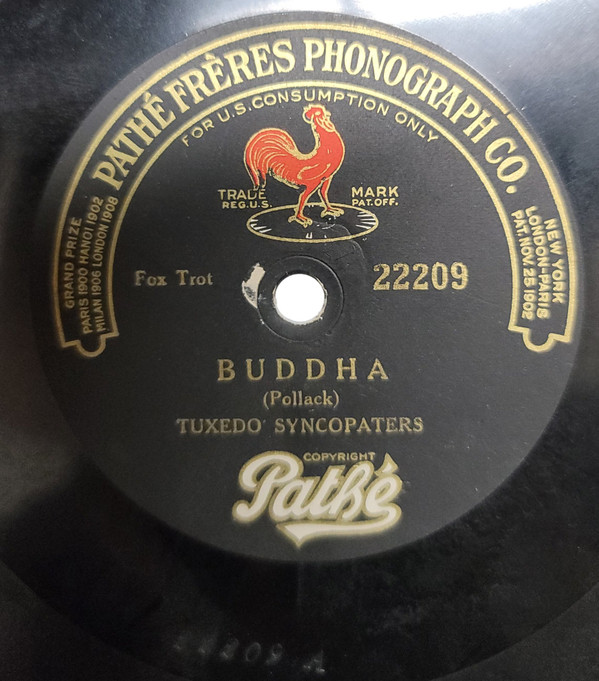 PATHÉ FRÈRES PHONOGRAPH CO.
FOR U.S. CONSUMPTION ONLY
GRAND PRIZE
PARIS 1900 HANOI 1902
MILAN 1906 LONDON 1908
NEW YORK
LONDON-PARIS
PAT. NOV. 25 1902
TRADE MARK
REG.U.S. PAT.OFF.
Fox Trot
22209
BUDDHA
(Pollack)
TUXEDO SYNCOPATERS
COPYRIGHT
Pathé
22209 A